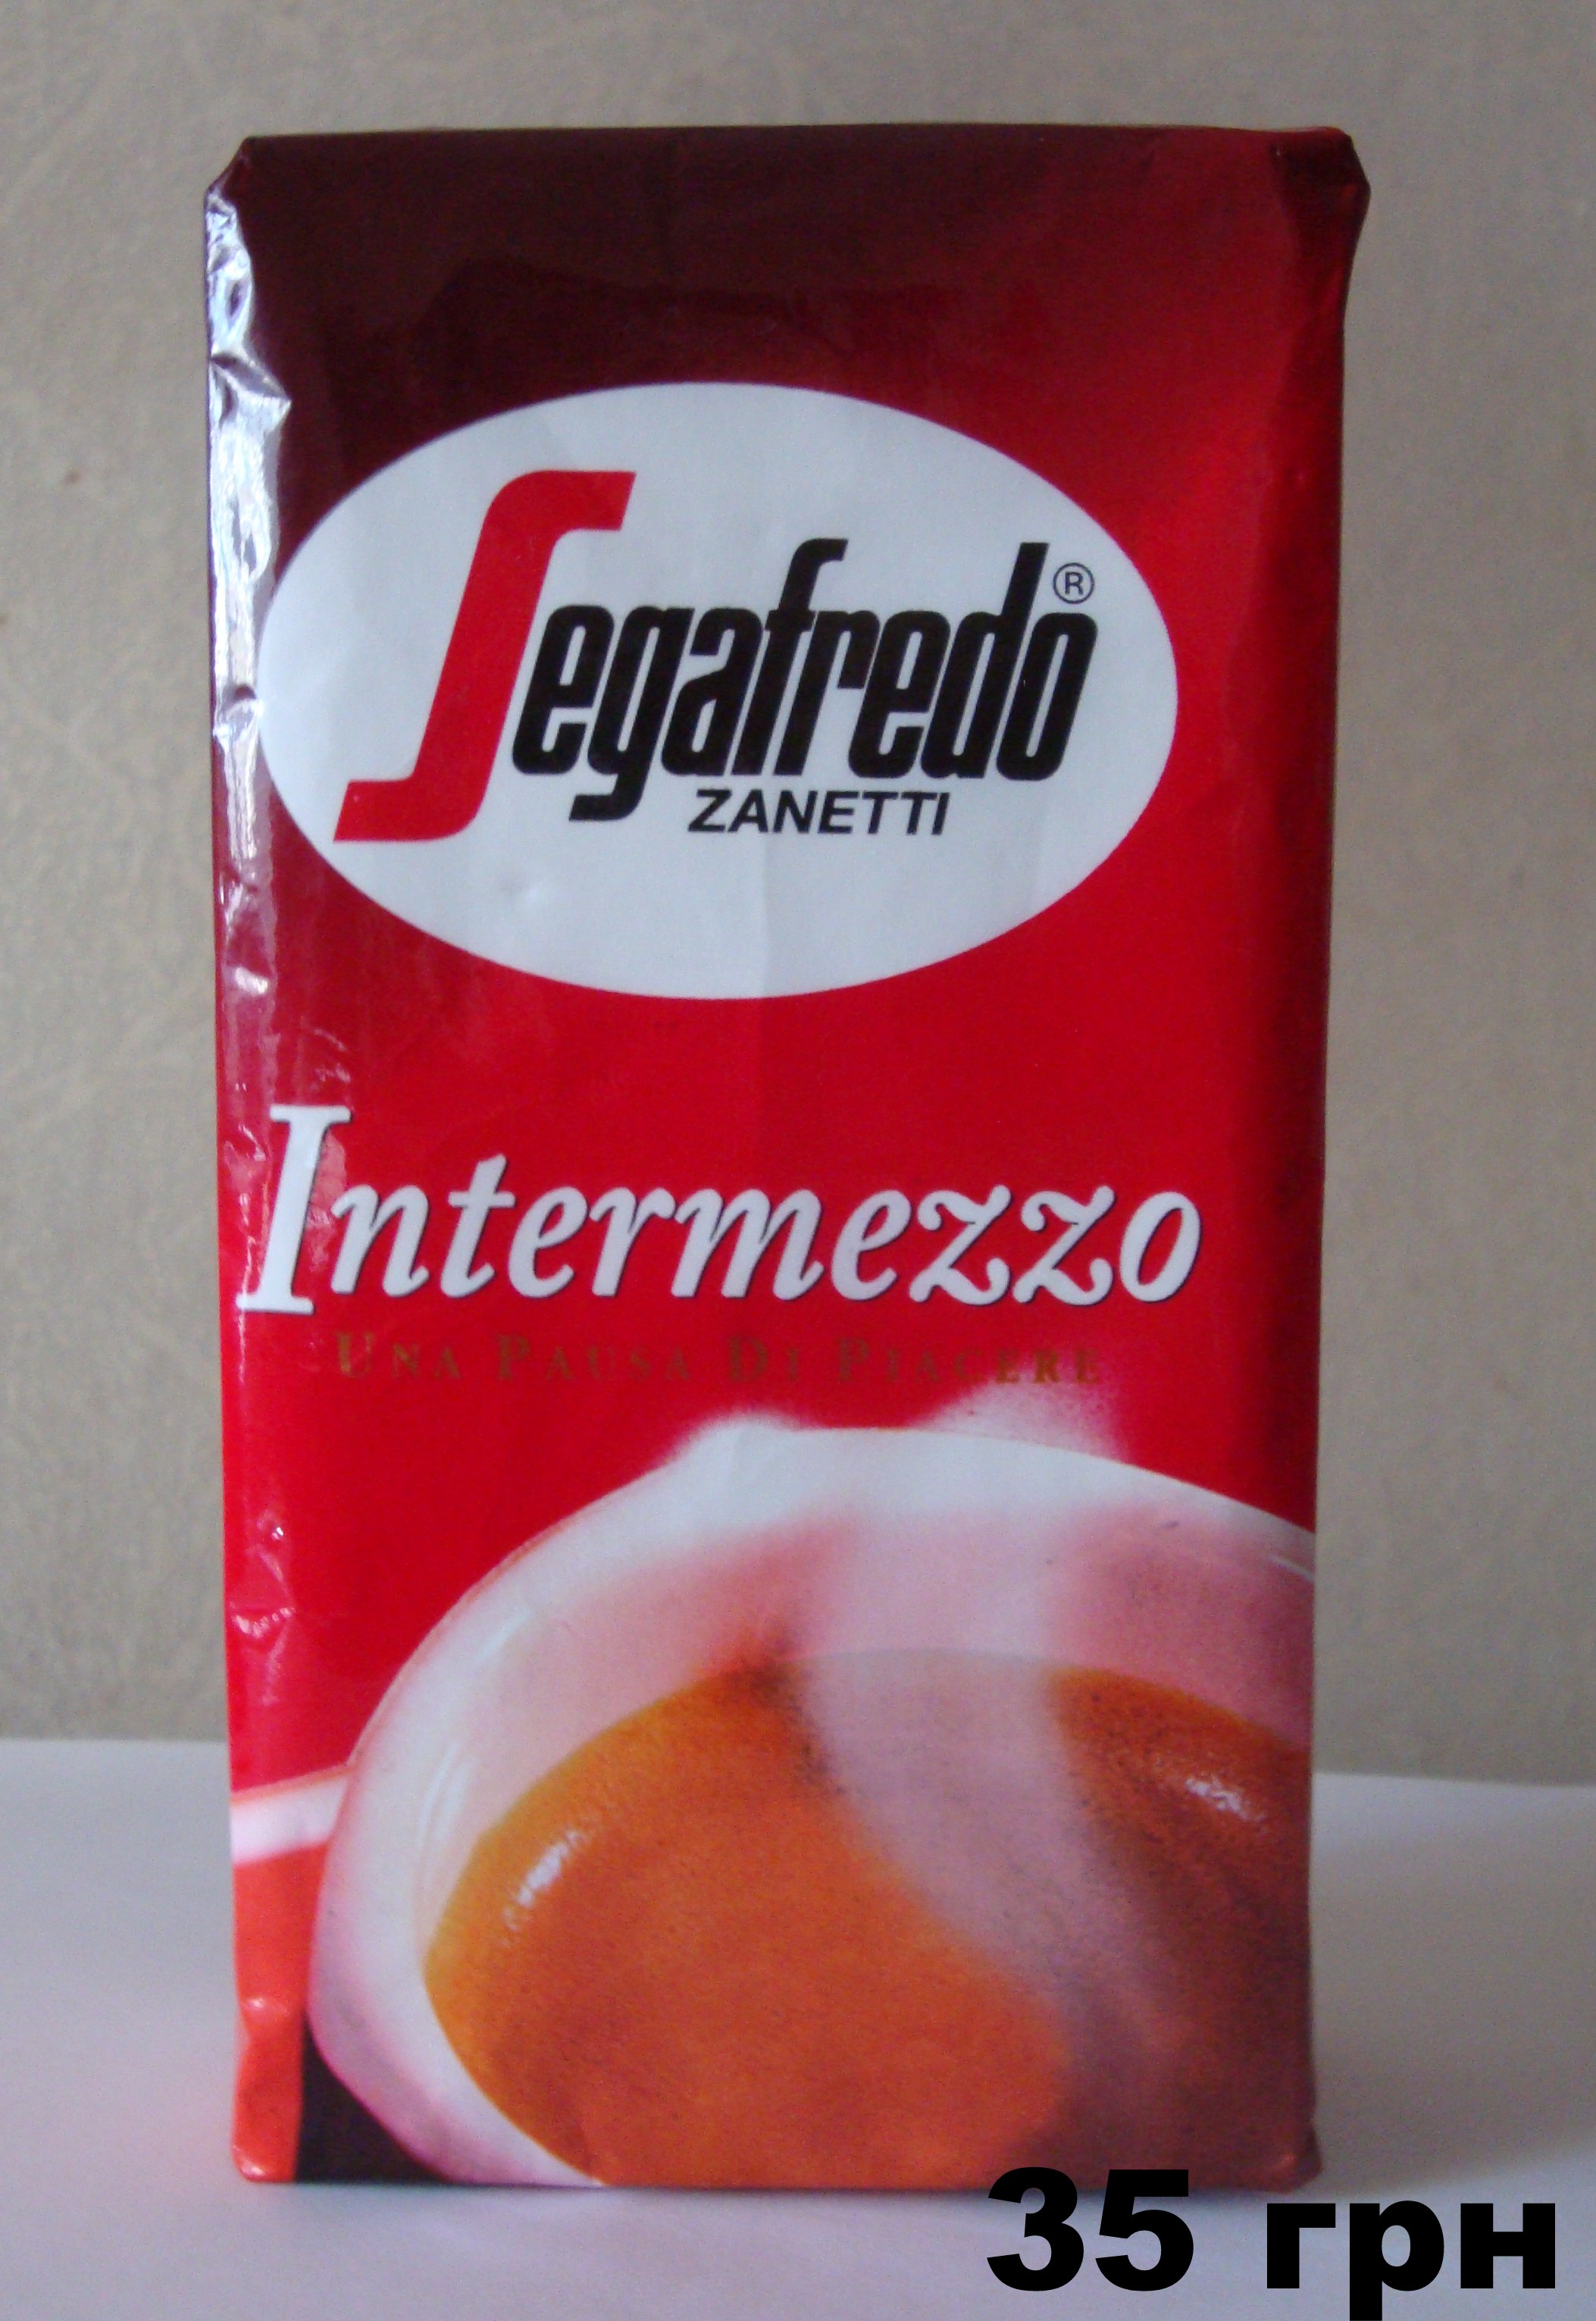 Segafredo®
ZANETTI
Intermezzo
UNA PAUSA DI PIACERE
35 грн